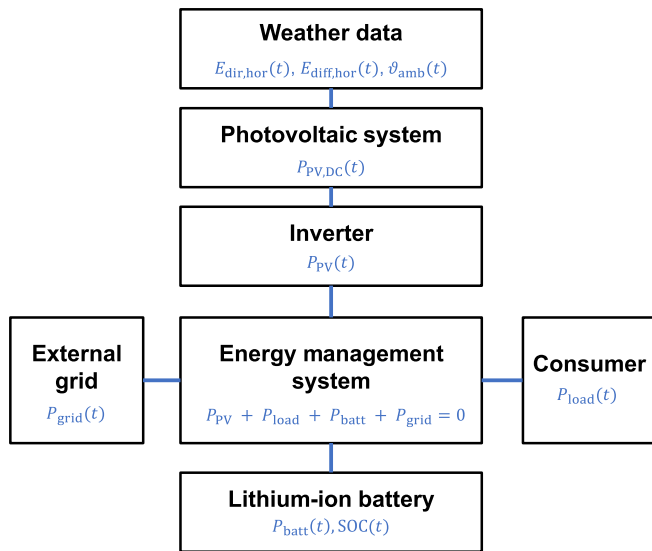 Weather data
E_dir,hor(t), E_diff,hor(t), ϑ_amb(t)
Photovoltaic system
P_PV,DC(t)
Inverter
P_PV(t)
External
grid
P_grid(t)
Energy management
system
P_PV + P_load + P_batt + P_grid = 0
Consumer
P_load(t)
Lithium-ion battery
P_batt(t), SOC(t)